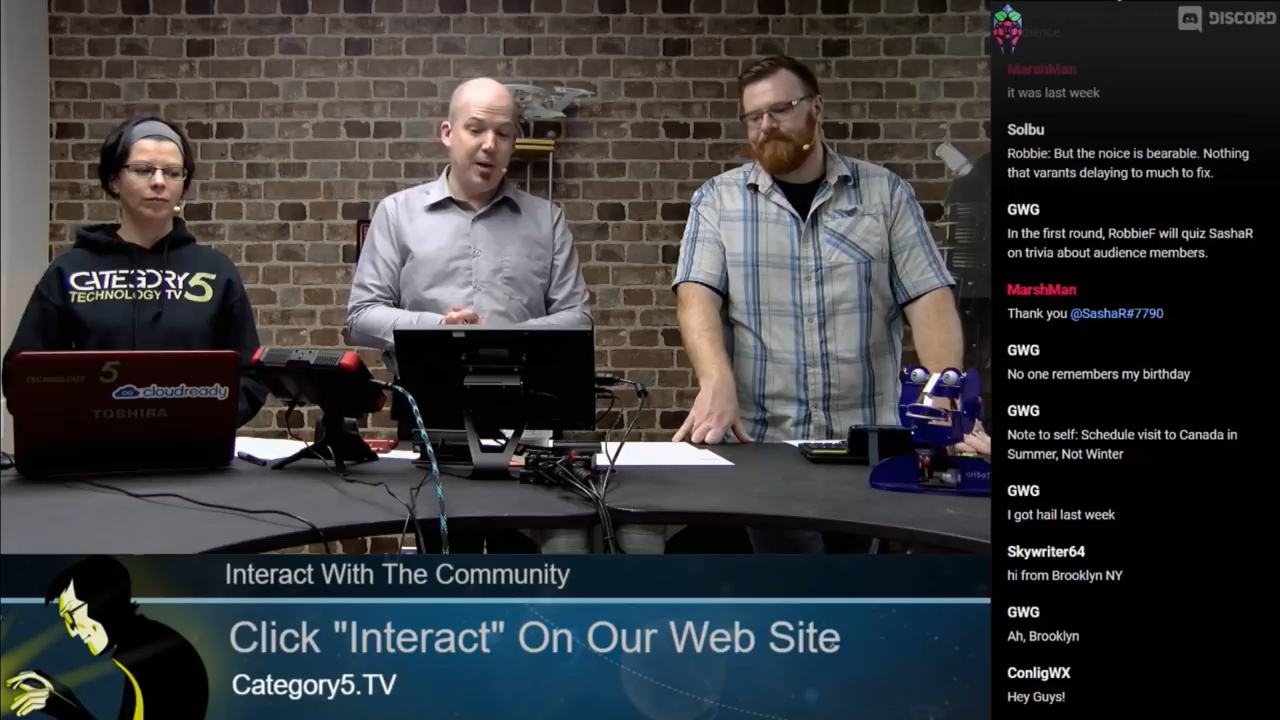 CATEGORY5
TECHNOLOGY TV
TECHNOLOGY 5
cloudready
TOSHIBA
Interact With The Community
Click "Interact" On Our Web Site
Category5.TV
DISCORD
MarshMan
it was last week
Solbu
Robbie: But the noice is bearable. Nothing
that varants delaying to much to fix.
GWG
In the first round, RobbieF will quiz SashaR
on trivia about audience members.
MarshMan
Thank you @SashaR#7790
GWG
No one remembers my birthday
GWG
Note to self: Schedule visit to Canada in
Summer, Not Winter
GWG
I got hail last week
Skywriter64
hi from Brooklyn NY
GWG
Ah, Brooklyn
ConligWX
Hey Guys!